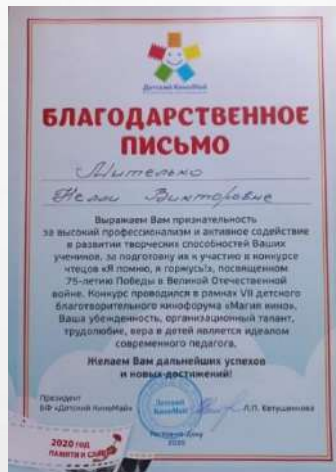 Детский КиноМай
БЛАГОДАРСТВЕННОЕ
ПИСЬМО
Мителько
Нелли Викторовне
Выражаем Вам признательность
за высокий профессионализм и активное содействие
в развитии творческих способностей Ваших
учеников, за подготовку их к участию в конкурсе
чтецов «Я помню, я горжусь!», посвященном
75-летию Победы в Великой Отечественной
войне. Конкурс проводился в рамках VII детского
благотворительного кинофорума «Магия кино».
Ваша убежденность, организационный талант,
трудолюбие, вера в детей является идеалом
современного педагога.
Желаем Вам дальнейших успехов
и новых достижений!
Президент
БФ «Детский КиноМай»
Детский
КиноМай
Л.П. Евтушенкова
2020 год
ПАМЯТИ И СЛАВЫ
Ростов-на-Дону
2020